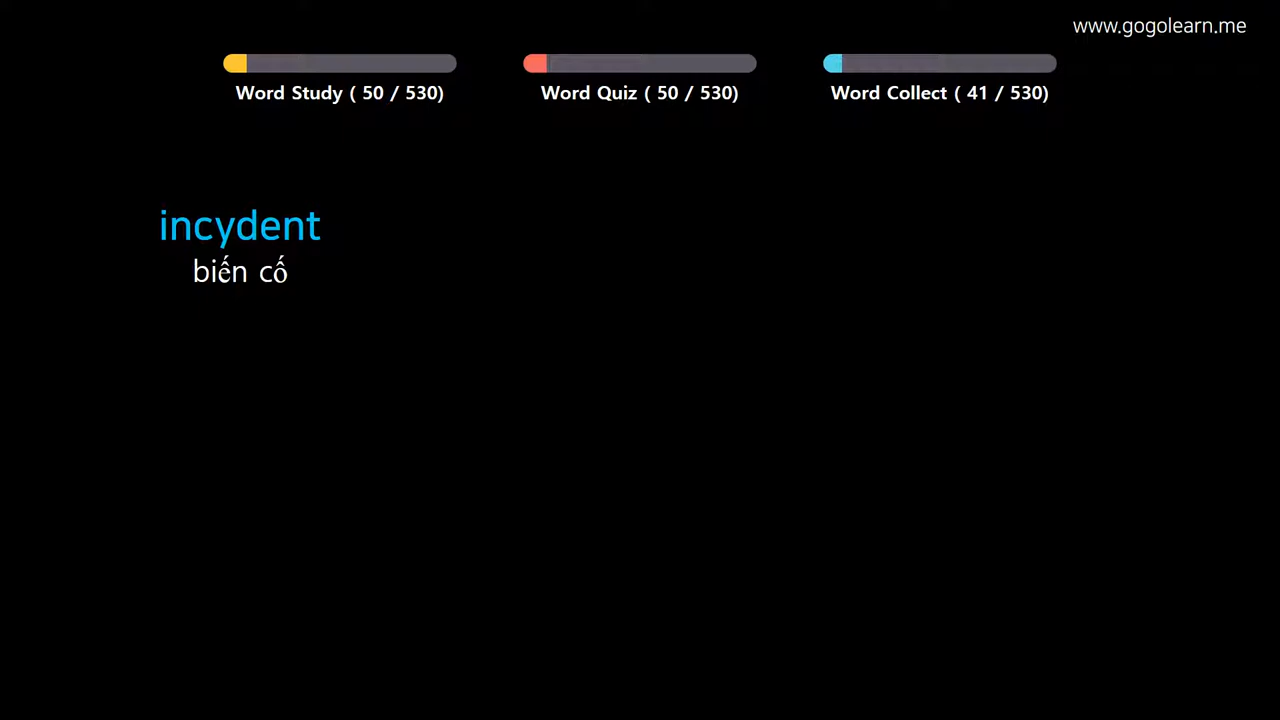 www.gogolearn.me
Word Study ( 50 / 530)
Word Quiz ( 50 / 530)
Word Collect ( 41 / 530)
incydent
biến cố